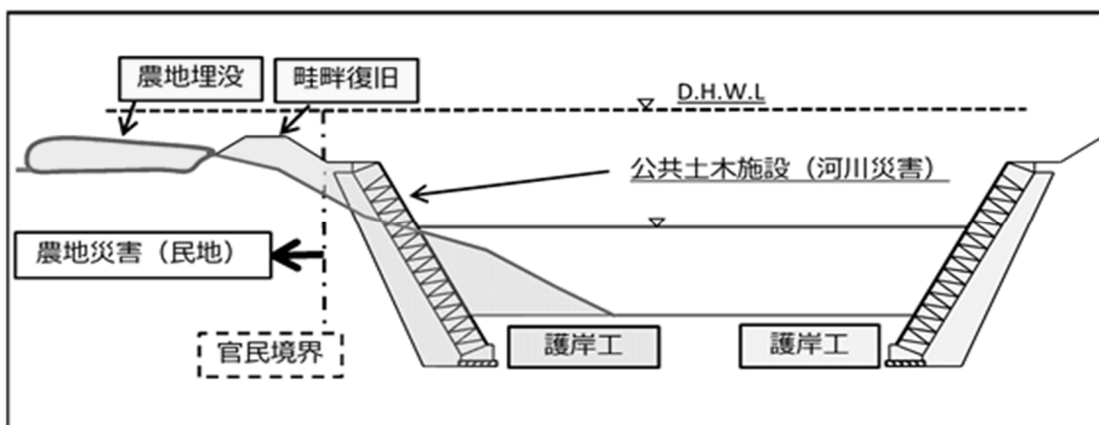 農地埋没
畦畔復旧
D.H.W.L
公共土木施設（河川災害）
農地災害（民地）
官民境界
護岸工
護岸工